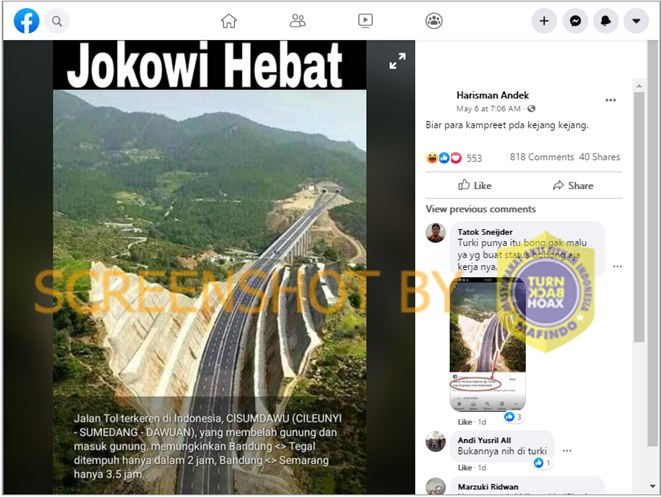 Jokowi Hebat
Jalan Tol terkeren di Indonesia, CISUMDAWU (CILEUNYI
- SUMEDANG - DAWUAN), yang membelah gunung dan
masuk gunung, memungkinkan Bandung <> Tegal
ditempuh hanya dalam 2 jam, Bandung <> Semarang
hanya 3.5 jam.
SCREENSHOT BY
TURN
BACK
HOAX
MAFINDO
Harisman Andek
May 6 at 7:06 AM ·
Biar para kampreet pda kejang kejang.
553
818 Comments 40 Shares
Like
Share
View previous comments
Tatok Sneijder
Turki punya itu bong gak malu
ya yg buat status bohong aja
kerja nya.
3
Like · 1d
Andi Yusril All
Bukannya nih di turki
1
Like · 1d
Marzuki Ridwan